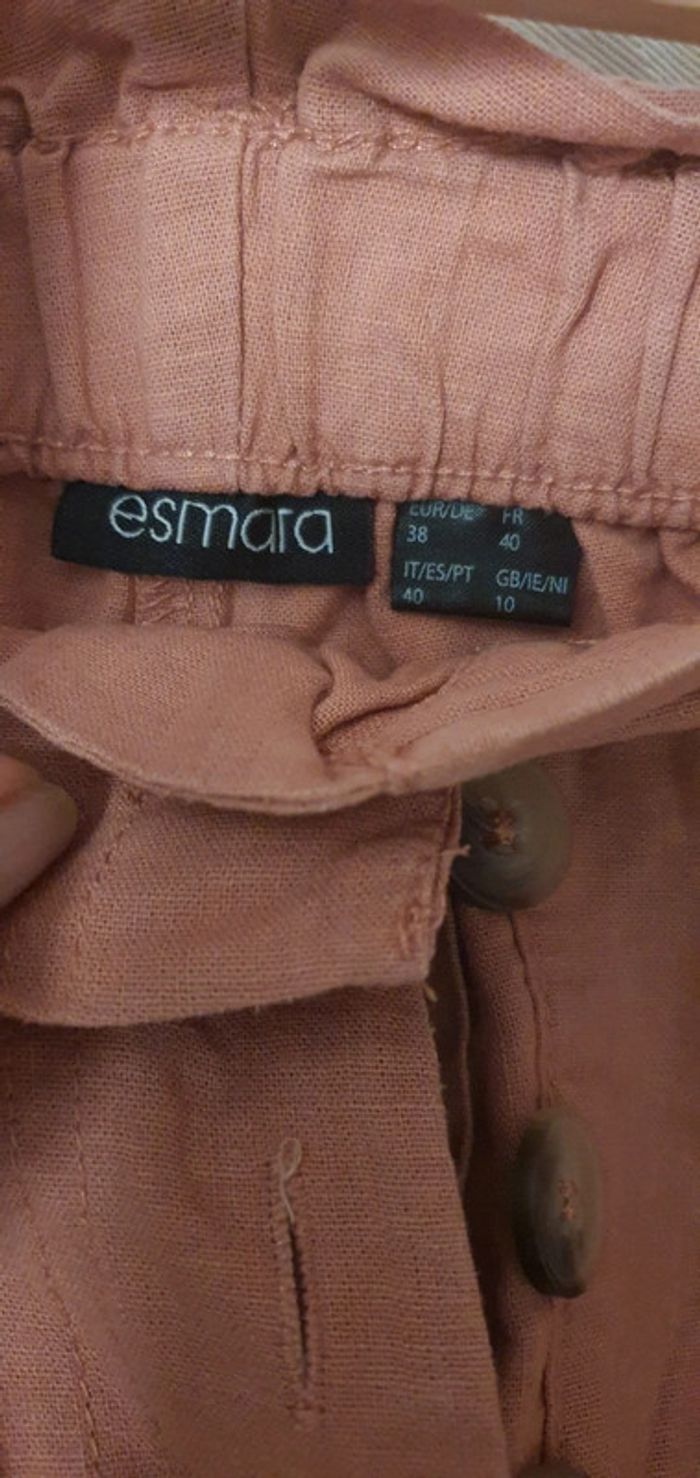 esmara
EUR/DE FR
38 40
IT/ES/PT GB/IE/NI
40 10